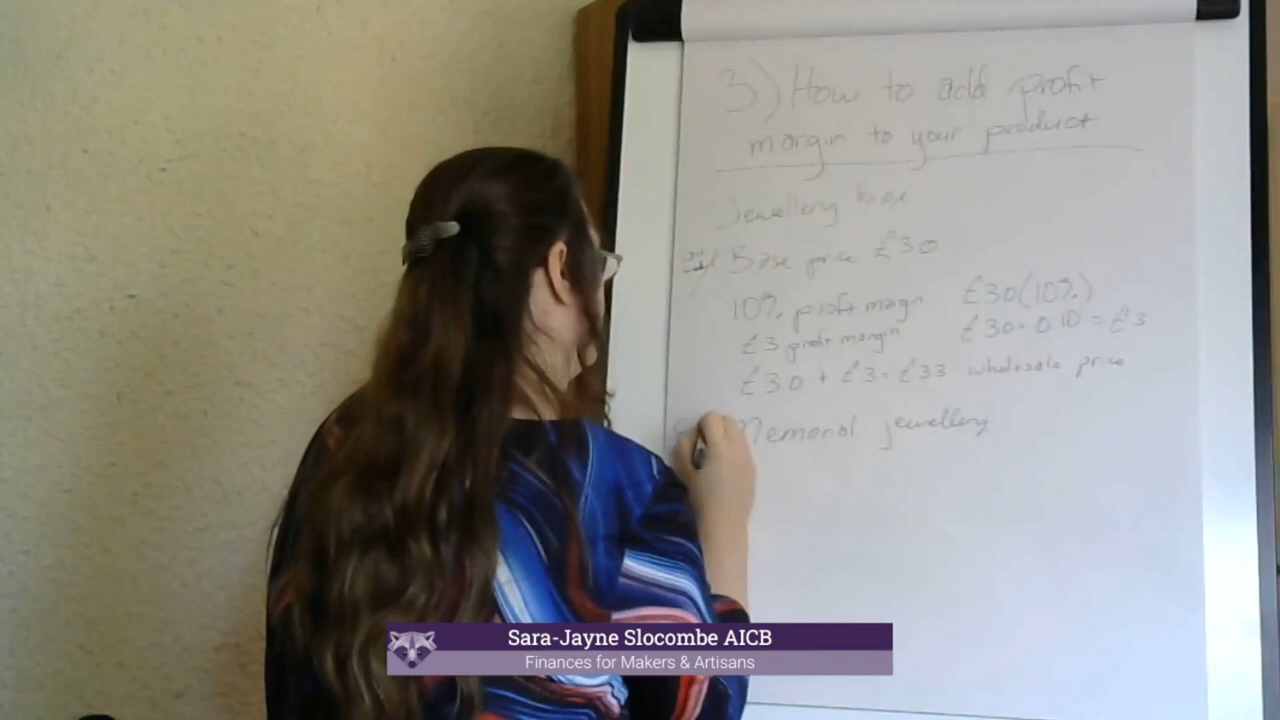 3) How to add profit
margin to your product
Jewellery box
Base price £30
10% profit margin £30(10%)
£3 profit margin £30 · 0.10 = £3
£30 + £3 = £33 wholesale price
Memorial jewellery
Sara-Jayne Slocombe AICB
Finances for Makers & Artisans